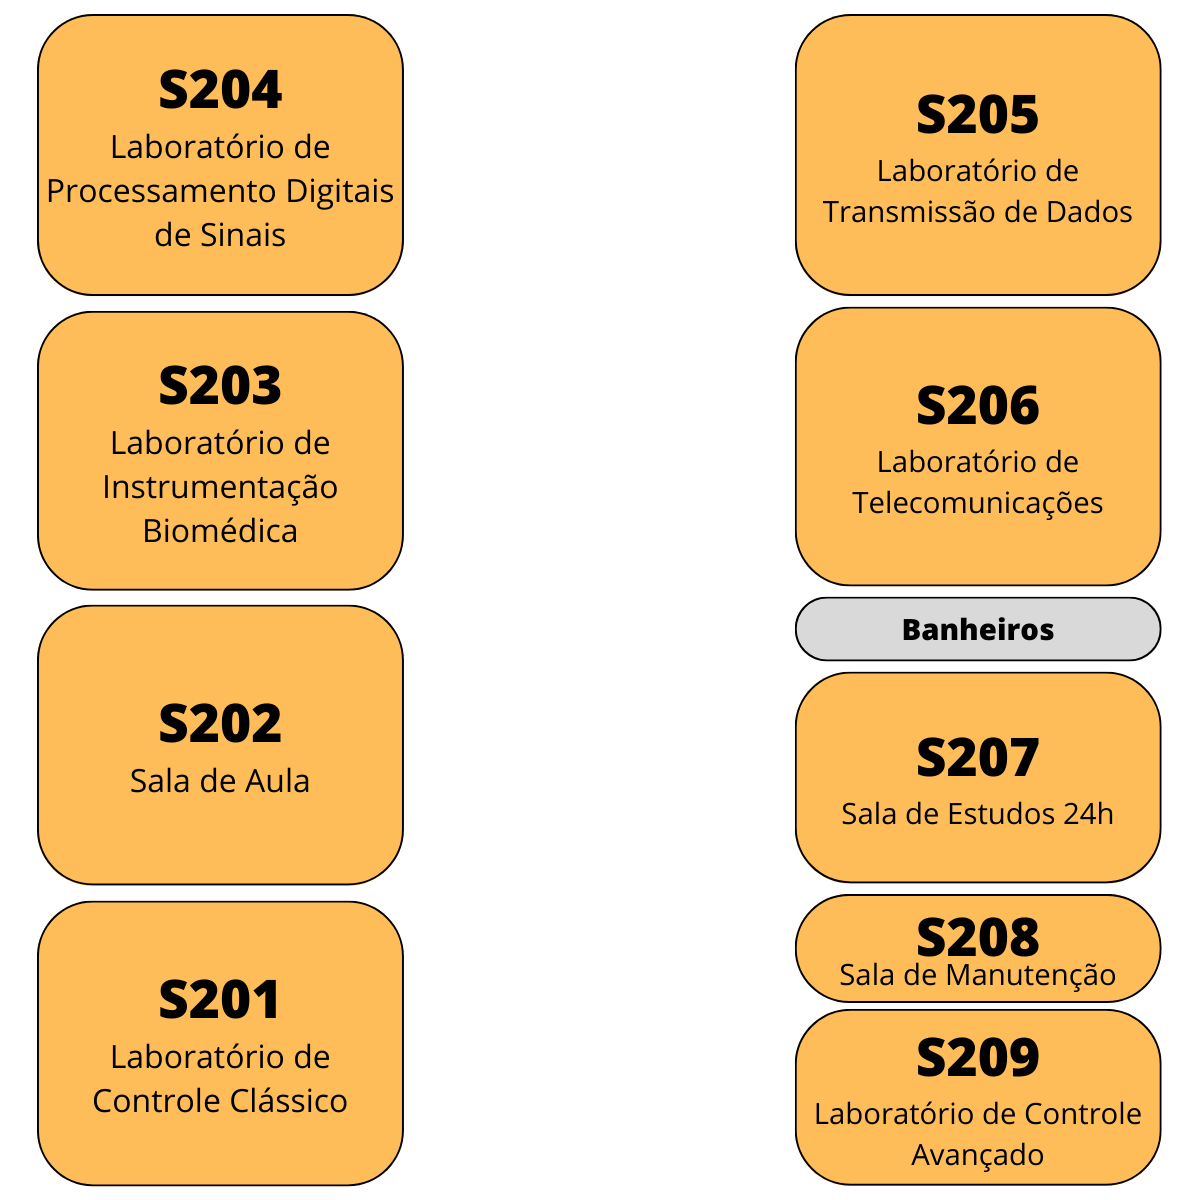 S204
Laboratório de
Processamento Digitais
de Sinais
S203
Laboratório de
Instrumentação
Biomédica
S202
Sala de Aula
S201
Laboratório de
Controle Clássico
S205
Laboratório de
Transmissão de Dados
S206
Laboratório de
Telecomunicações
Banheiros
S207
Sala de Estudos 24h
S208
Sala de Manutenção
S209
Laboratório de Controle
Avançado